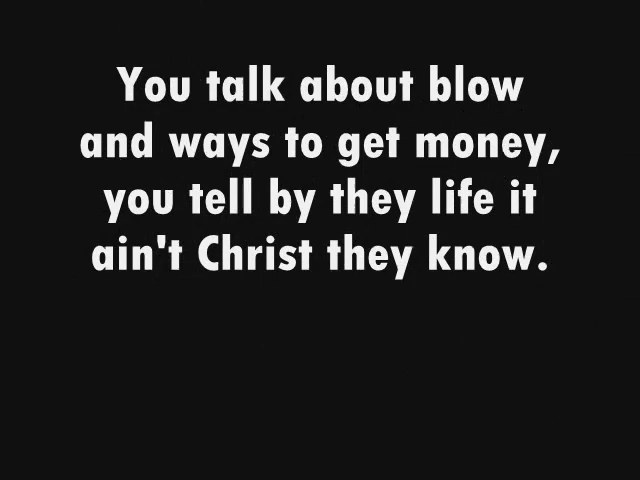 You talk about blow
and ways to get money,
you tell by they life it
ain't Christ they know.